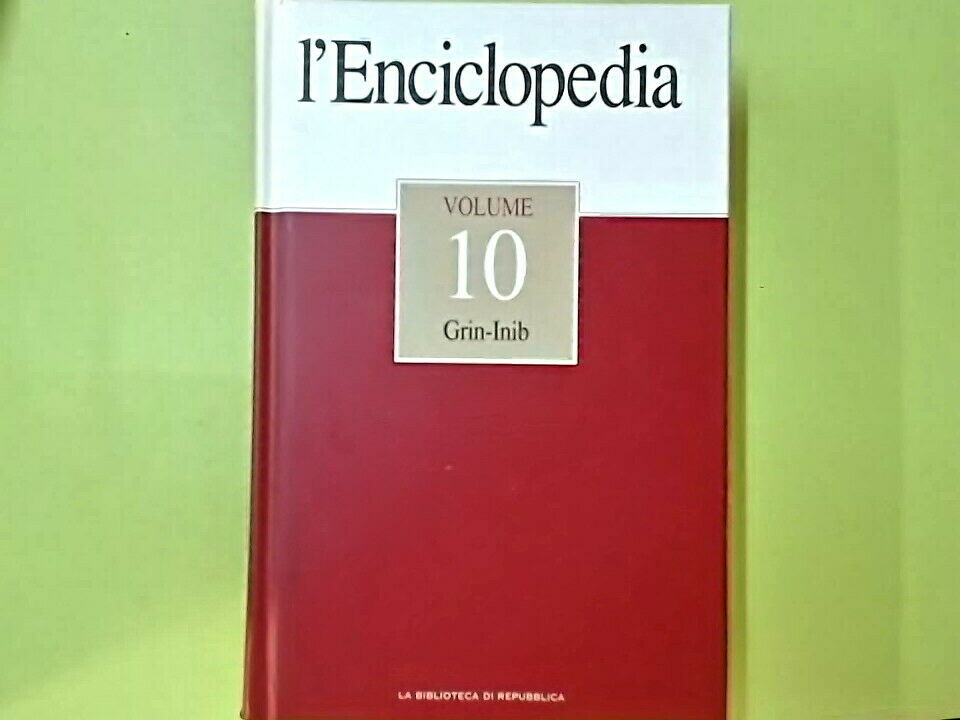 l'Enciclopedia
VOLUME
10
Grin-Inib
LA BIBLIOTECA DI REPUBBLICA